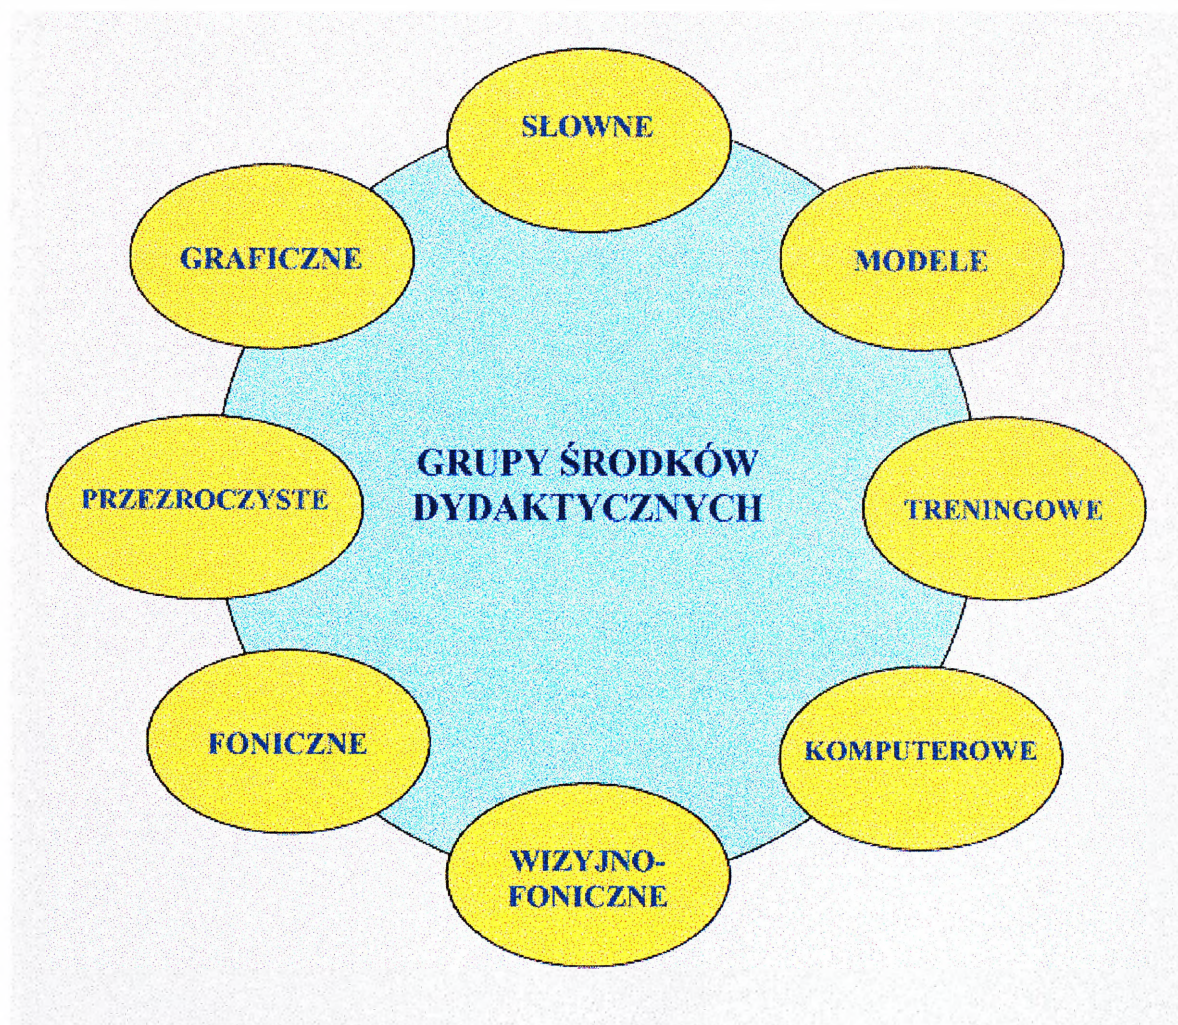 SŁOWNE
GRAFICZNE
MODELE
GRUPY ŚRODKÓW
DYDAKTYCZNYCH
PRZEZROCZYSTE
TRENINGOWE
FONICZNE
KOMPUTEROWE
WIZYJNO-
FONICZNE